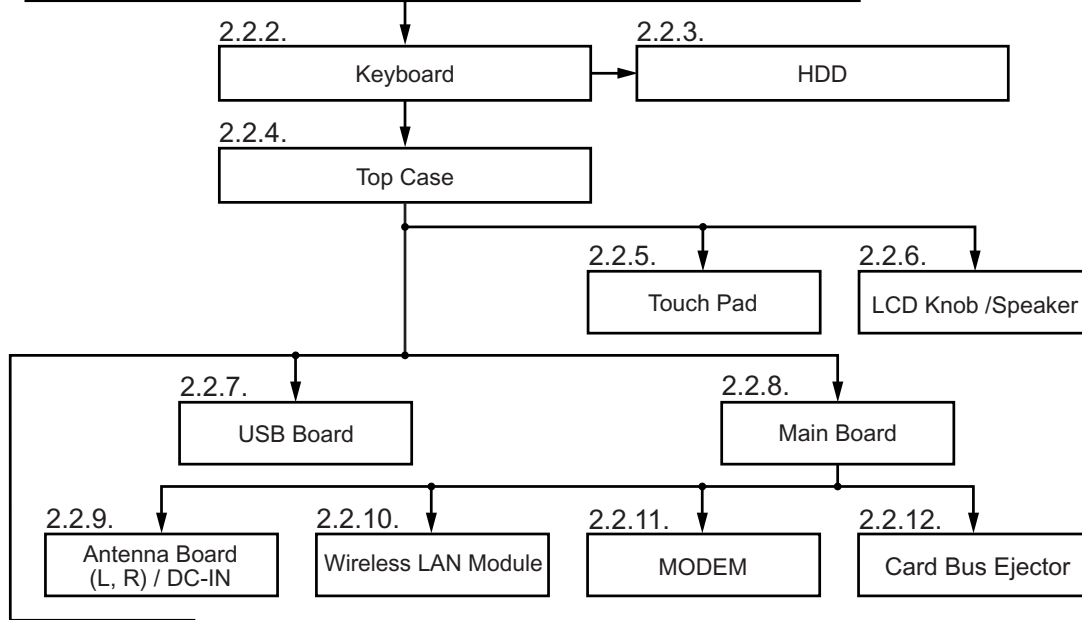 2.2.2.
Keyboard
2.2.3.
HDD
2.2.4.
Top Case
2.2.5.
Touch Pad
2.2.6.
LCD Knob /Speaker
2.2.7.
USB Board
2.2.8.
Main Board
2.2.9.
Antenna Board
(L, R) / DC-IN
2.2.10.
Wireless LAN Module
2.2.11.
MODEM
2.2.12.
Card Bus Ejector